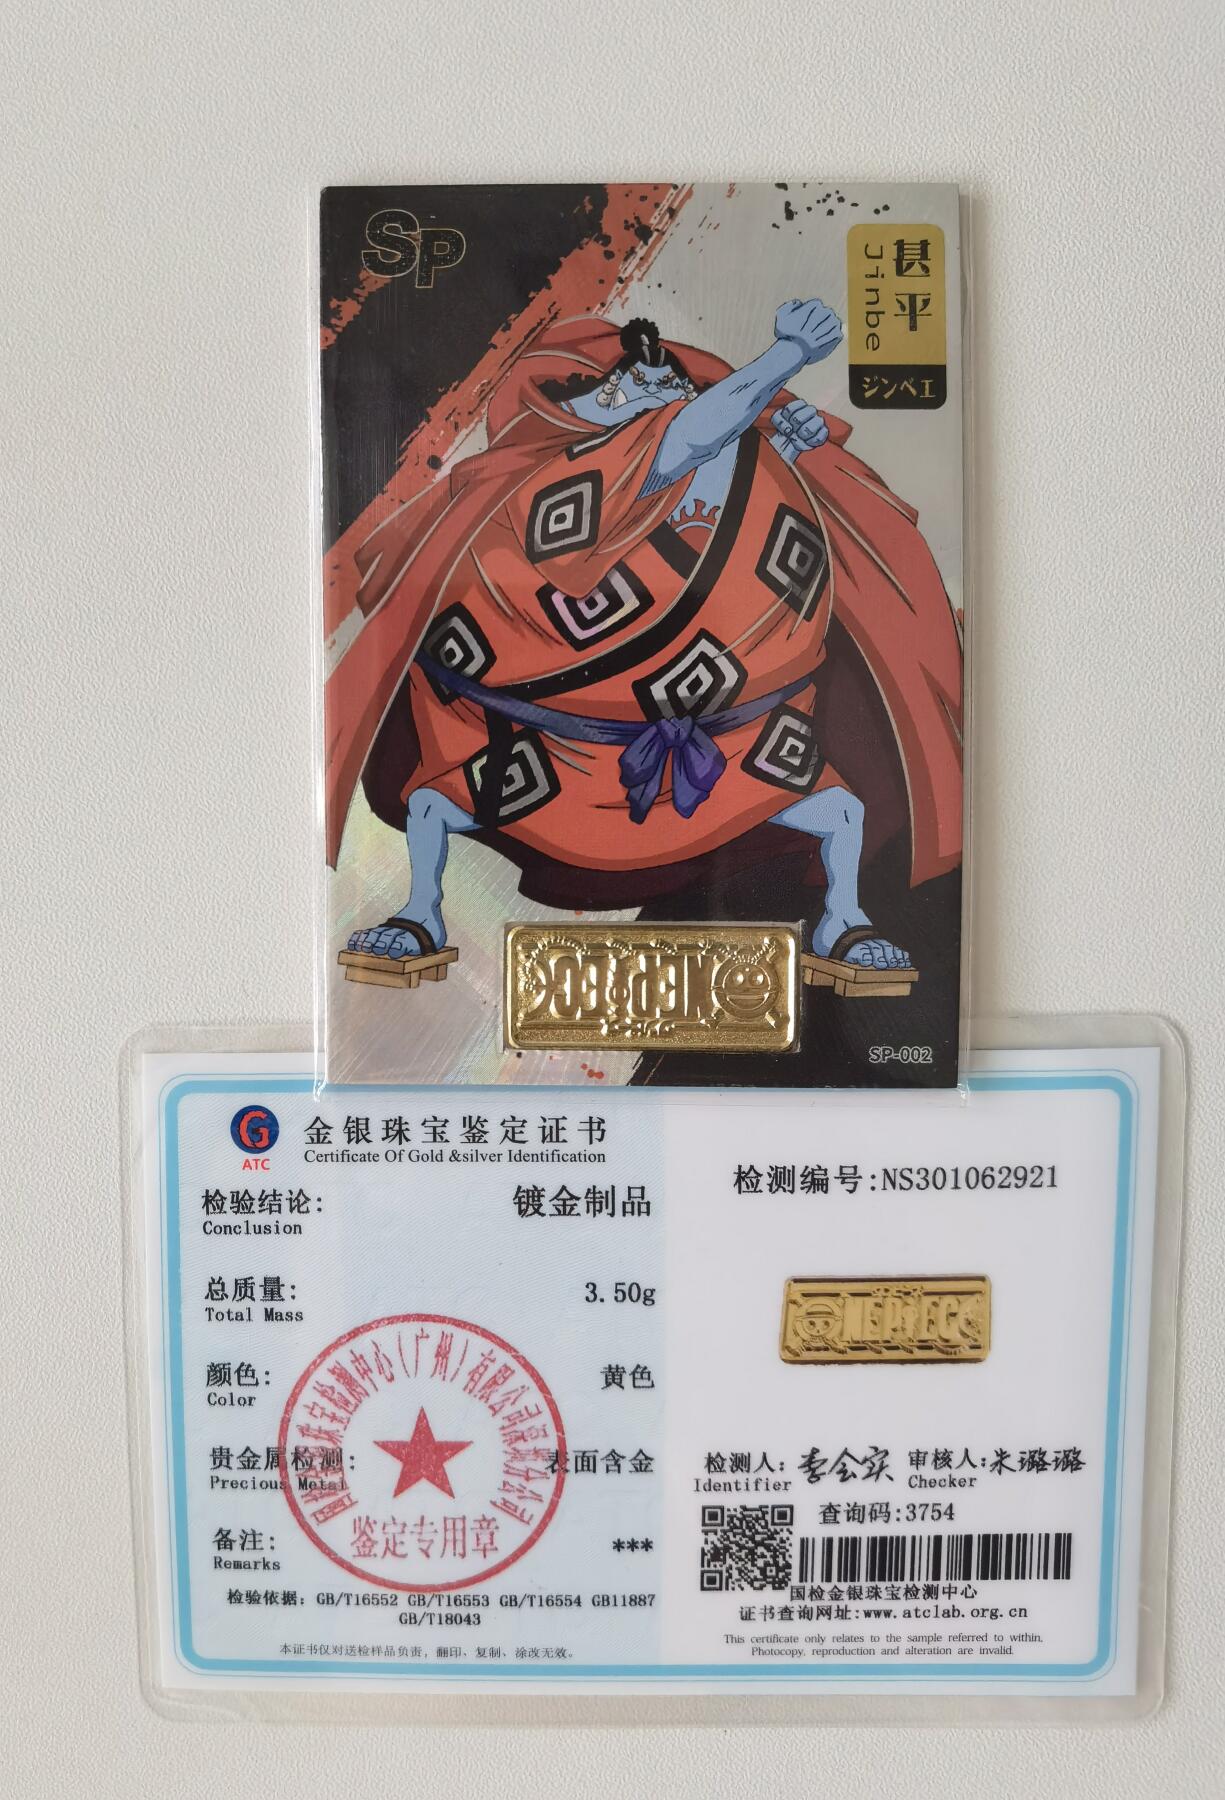 SP
甚平
Jinbe
ジンベエ
SP-002
ATC
金银珠宝鉴定证书
Certificate Of Gold &silver Identification
检验结论: 镀金制品
Conclusion
总质量: 3.50g
Total Mass
颜色: 黄色
Color
贵金属检测: 表面含金
Precious Metal
备注: ***
Remarks
鉴定专用章
检验依据: GB/T16552 GB/T16553 GB/T16554 GB11887
GB/T18043
本证书仅对送检样品负责, 翻印、复制、涂改无效。
检测编号:NS301062921
检测人: 李会实 审核人:朱璐璐
Identifier Checker
查询码:3754
国检金银珠宝检测中心
证书查询网址:www.atclab.org.cn
This certificate only relates to the sample referred to within.
Photocopy, reproduction and alteration are invalid.